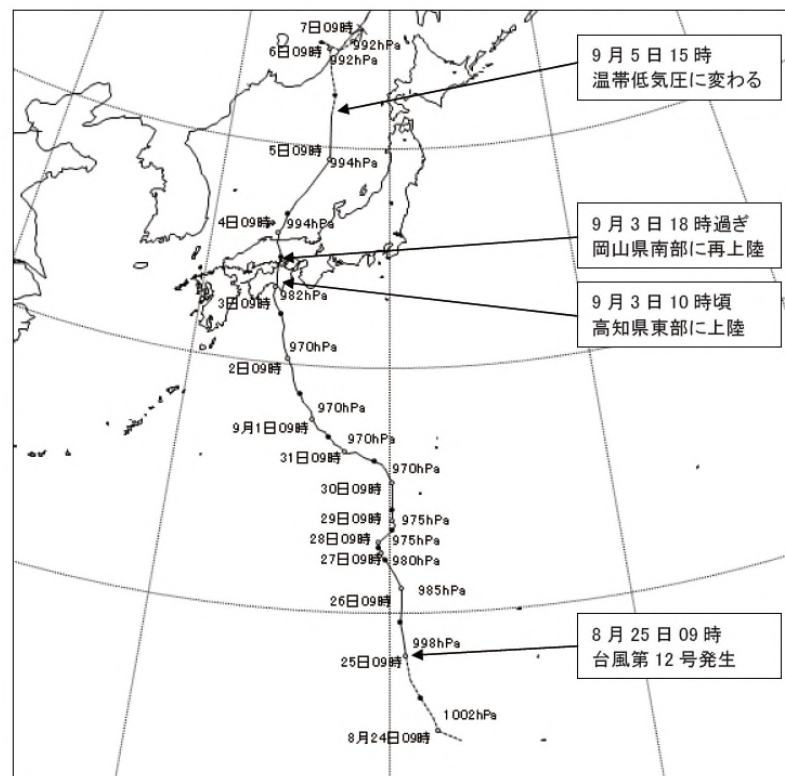 7日09時
992hPa
6日09時
992hPa
9月5日15時
温帯低気圧に変わる
5日09時
994hPa
4日09時
994hPa
9月3日18時過ぎ
岡山県南部に再上陸
3日09時
982hPa
9月3日10時頃
高知県東部に上陸
970hPa
2日09時
970hPa
9月1日09時
970hPa
31日09時
970hPa
30日09時
29日09時
975hPa
28日09時
975hPa
27日09時
980hPa
985hPa
26日09時
998hPa
25日09時
8月25日09時
台風第12号発生
1002hPa
8月24日09時